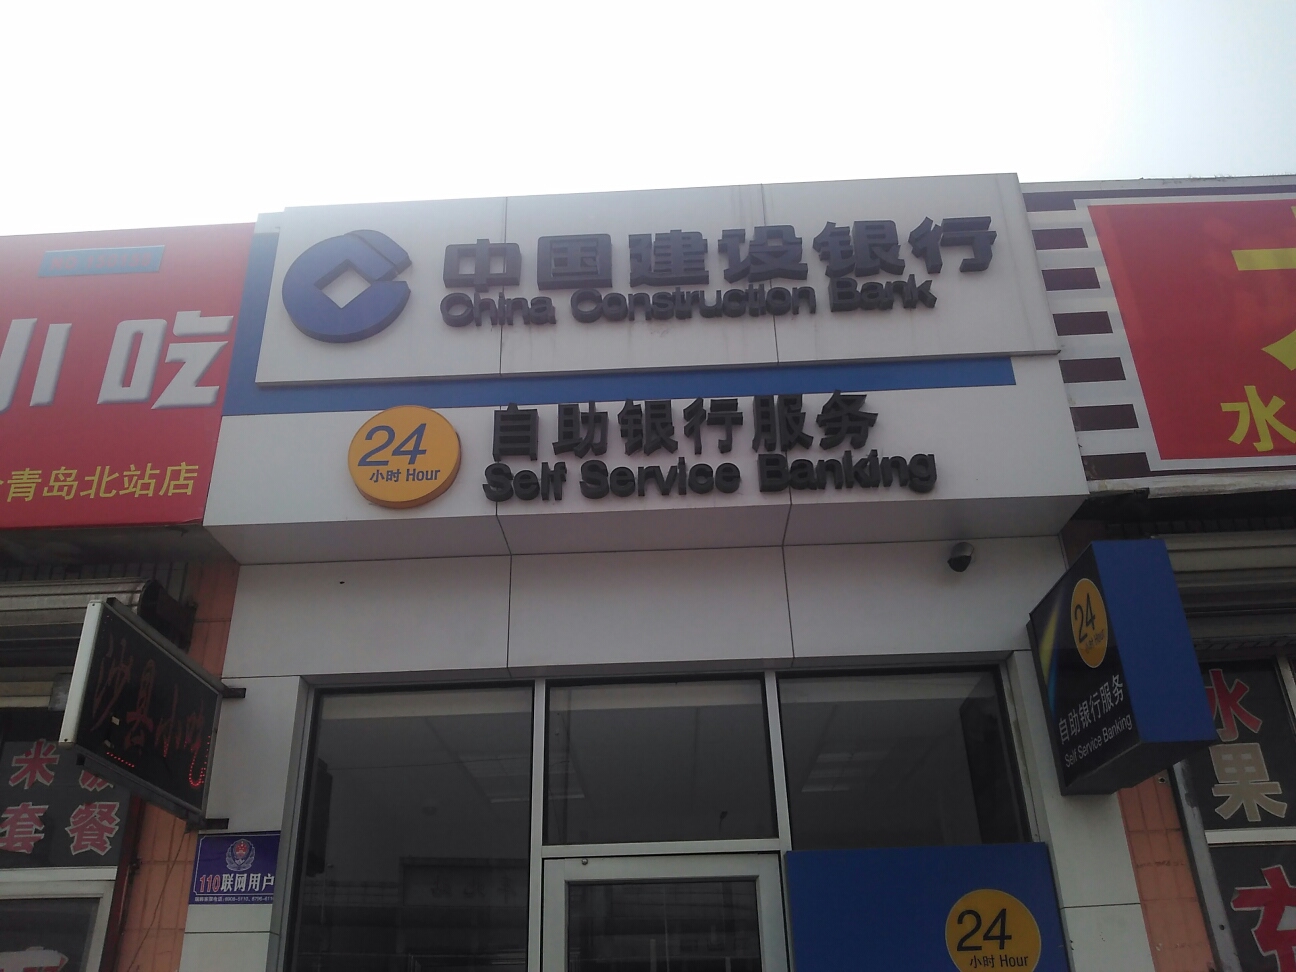 中国建设银行
China Construction Bank
24
小时 Hour
自助银行服务
Self Service Banking
小吃
青岛北站店
水
沙县小吃
米饭
套餐
110联网用户
24
小时 Hour
自助银行服务
Self Service Banking
水
果
24
小时 Hour